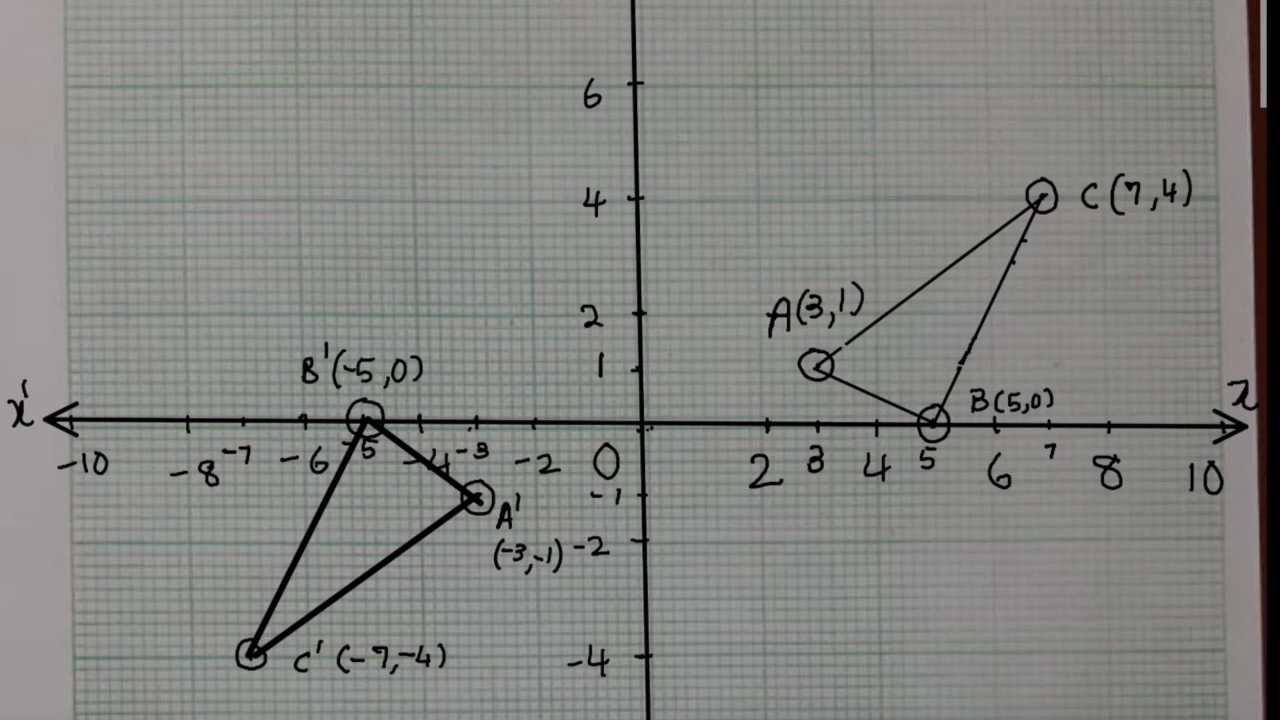 6
4
C(7,4)
2
A(3,1)
1
B'(-5,0)
x'
x
B(5,0)
-10 -8 -7 -6 -5 -4 -3 -2 0 2 3 4 5 6 7 8 10
-1
A'
(-3,-1)
-2
C'(-7,-4)
-4